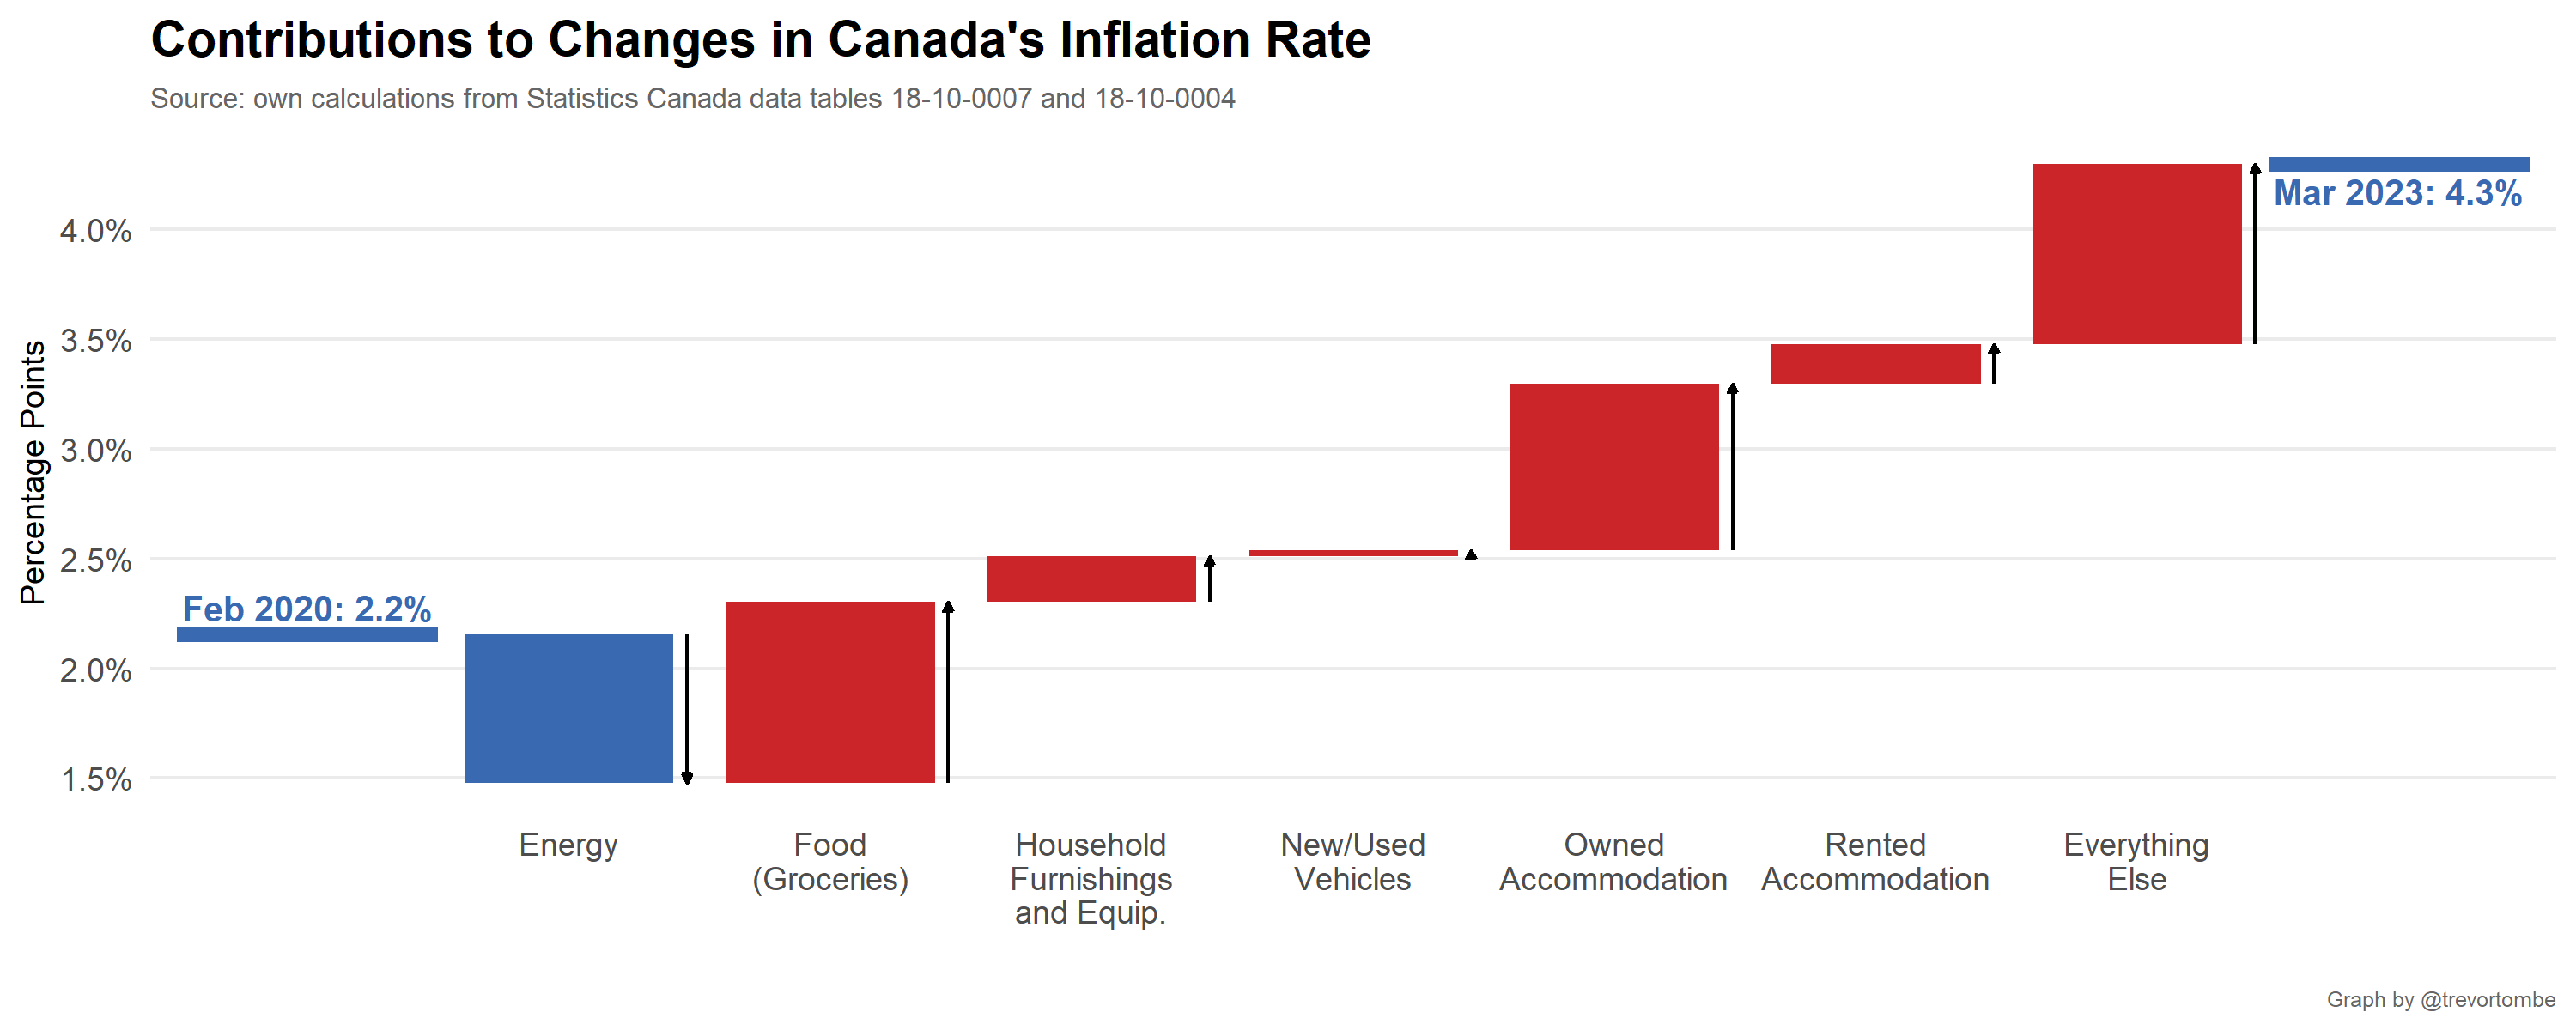 Contributions to Changes in Canada's Inflation Rate
Source: own calculations from Statistics Canada data tables 18-10-0007 and 18-10-0004
Percentage Points
4.0%
3.5%
3.0%
2.5%
2.0%
1.5%
Feb 2020: 2.2%
Mar 2023: 4.3%
Energy
Food
(Groceries)
Household
Furnishings
and Equip.
New/Used
Vehicles
Owned
Accommodation
Rented
Accommodation
Everything
Else
Graph by @trevortombe